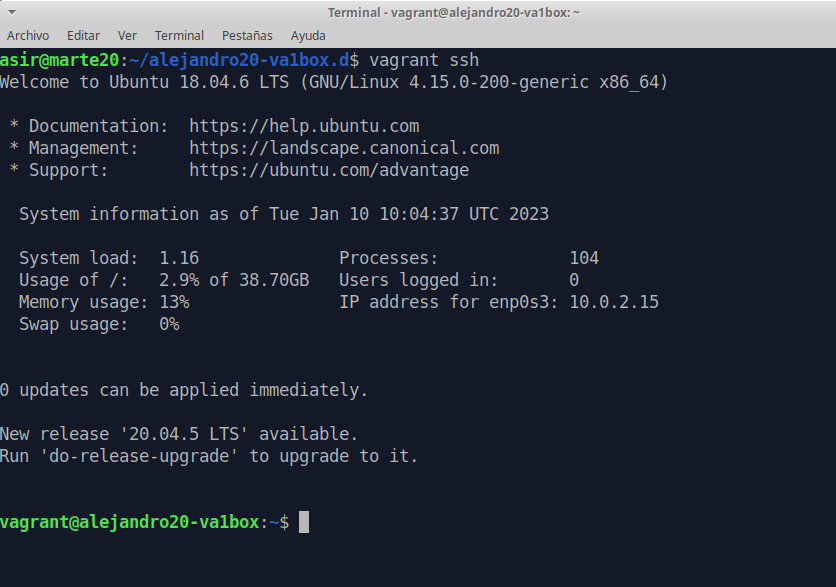 Terminal - vagrant@alejandro20-va1box: ~
Archivo Editar Ver Terminal Pestañas Ayuda
asir@marte20:~/alejandro20-va1box.d$ vagrant ssh
Welcome to Ubuntu 18.04.6 LTS (GNU/Linux 4.15.0-200-generic x86_64)
* Documentation: https://help.ubuntu.com
* Management: https://landscape.canonical.com
* Support: https://ubuntu.com/advantage
System information as of Tue Jan 10 10:04:37 UTC 2023
System load: 1.16 Processes: 104
Usage of /: 2.9% of 38.70GB Users logged in: 0
Memory usage: 13% IP address for enp0s3: 10.0.2.15
Swap usage: 0%
0 updates can be applied immediately.
New release '20.04.5 LTS' available.
Run 'do-release-upgrade' to upgrade to it.
vagrant@alejandro20-va1box:~$